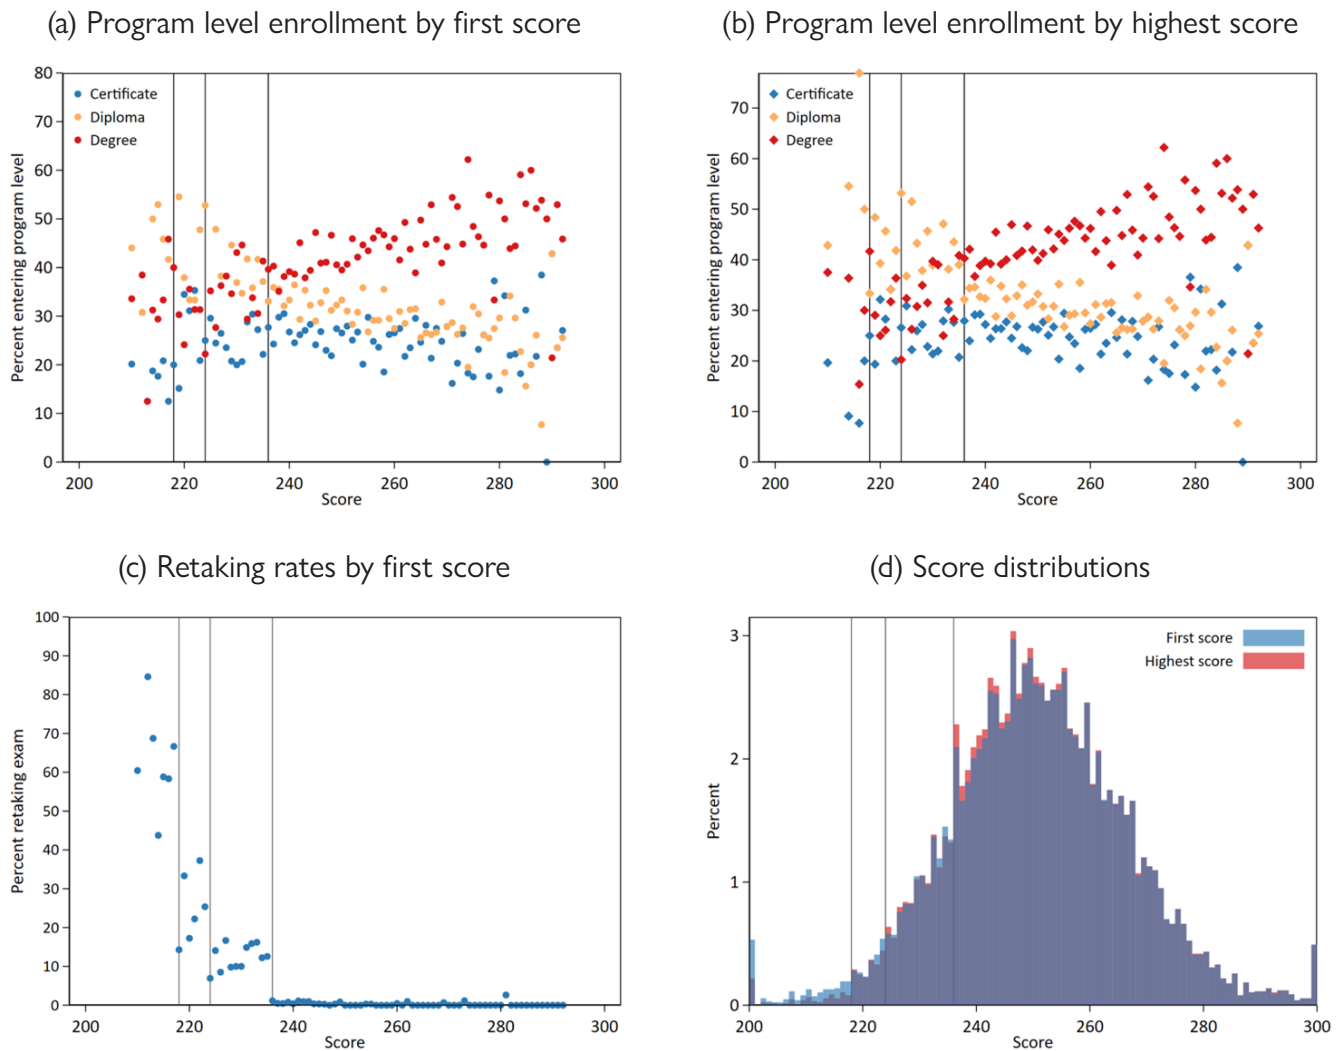 (a) Program level enrollment by first score
Percent entering program level
80
70
60
50
40
30
20
10
0
Certificate
Diploma
Degree
200
220
240
260
280
300
Score
(b) Program level enrollment by highest score
Percent entering program level
70
60
50
40
30
20
10
0
Certificate
Diploma
Degree
200
220
240
260
280
300
Score
(c) Retaking rates by first score
Percent retaking exam
100
90
80
70
60
50
40
30
20
10
0
200
220
240
260
280
300
Score
(d) Score distributions
Percent
3
2
1
0
First score
Highest score
200
220
240
260
280
300
Score